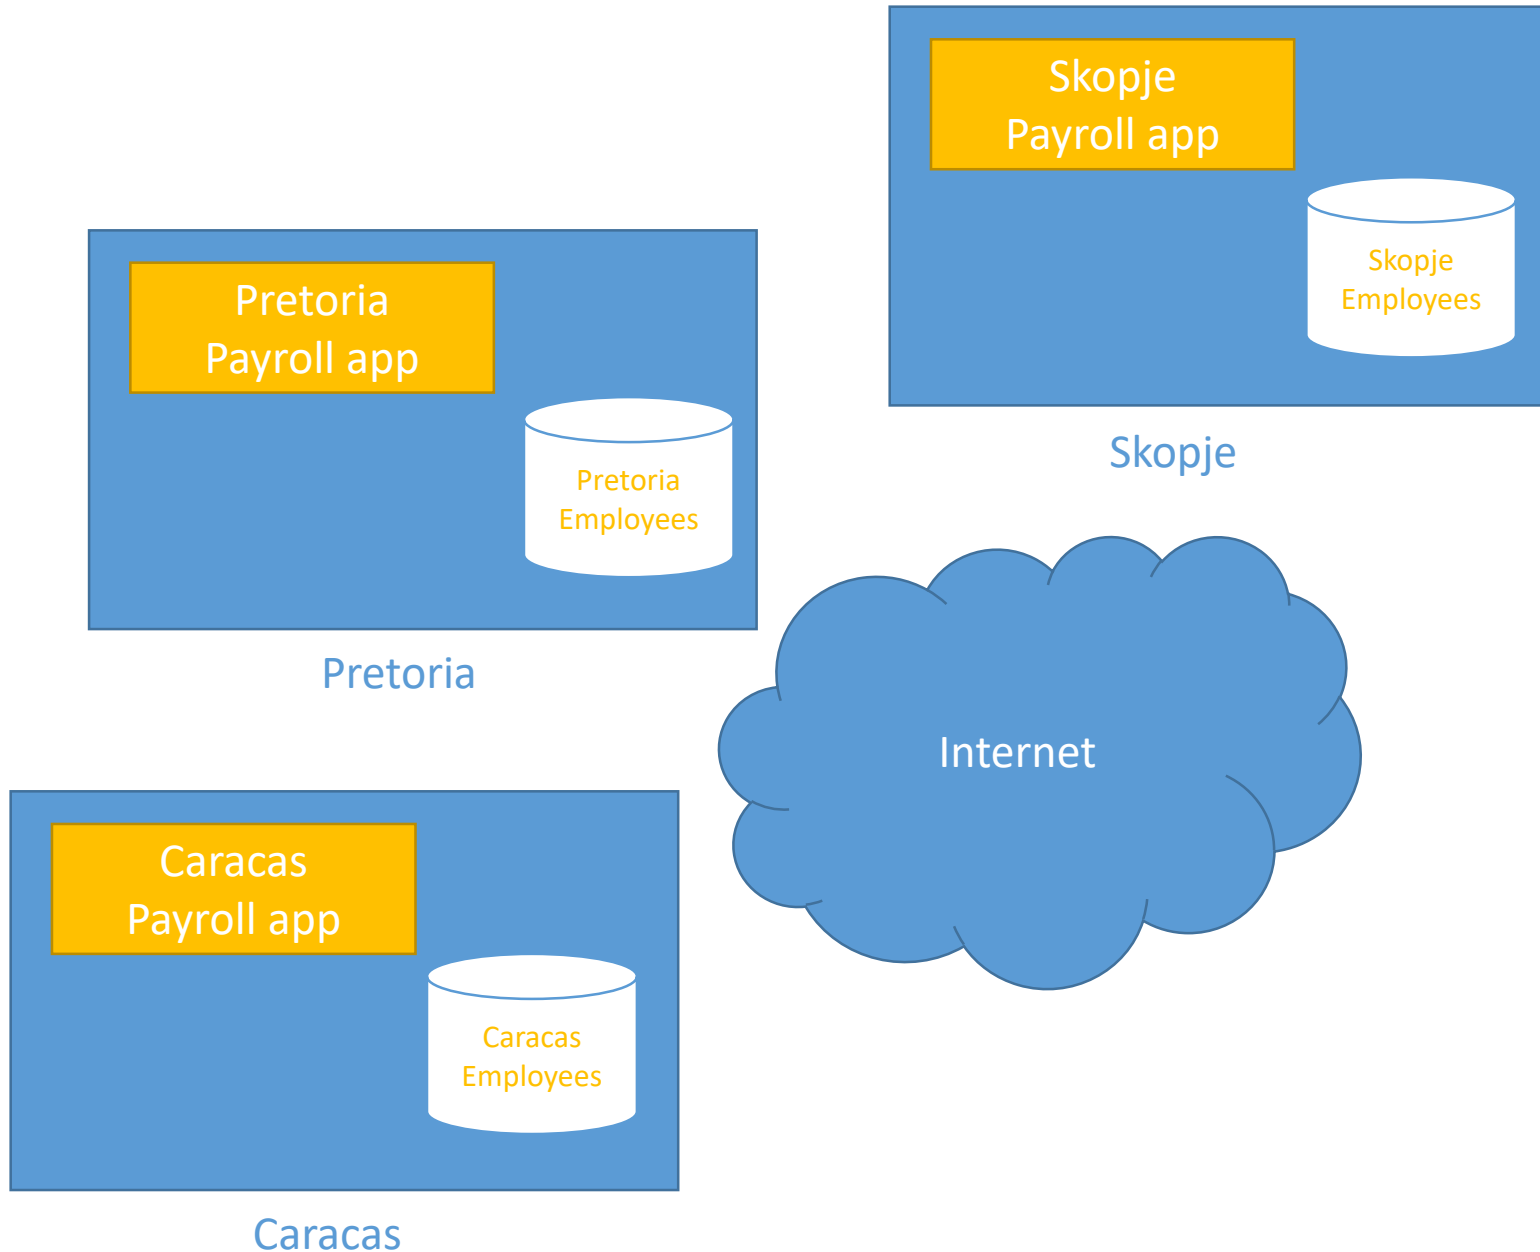 Skopje
Payroll app
Skopje
Employees
Skopje
Pretoria
Payroll app
Pretoria
Employees
Pretoria
Internet
Caracas
Payroll app
Caracas
Employees
Caracas